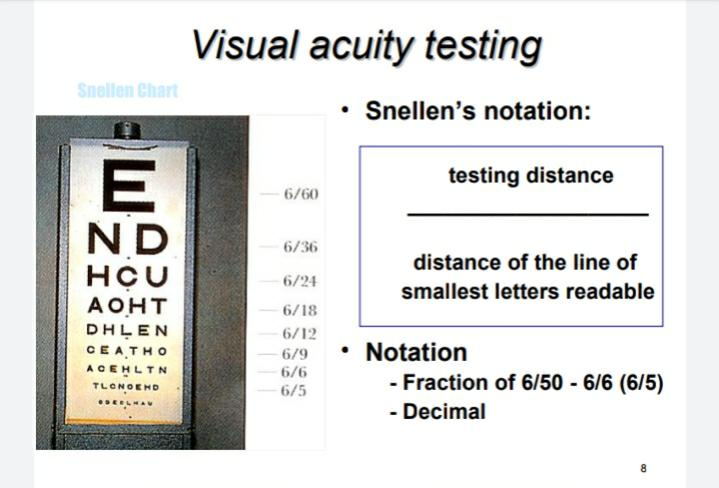 Visual acuity testing
Snellen Chart
E
N D
H C U
A O H T
D H L E N
C E A T H O
A C E H L T N
T L C N O E H D
6/60
6/36
6/24
6/18
6/12
6/9
6/6
6/5
• Snellen's notation:
testing distance
distance of the line of
smallest letters readable
• Notation
- Fraction of 6/50 - 6/6 (6/5)
- Decimal
8